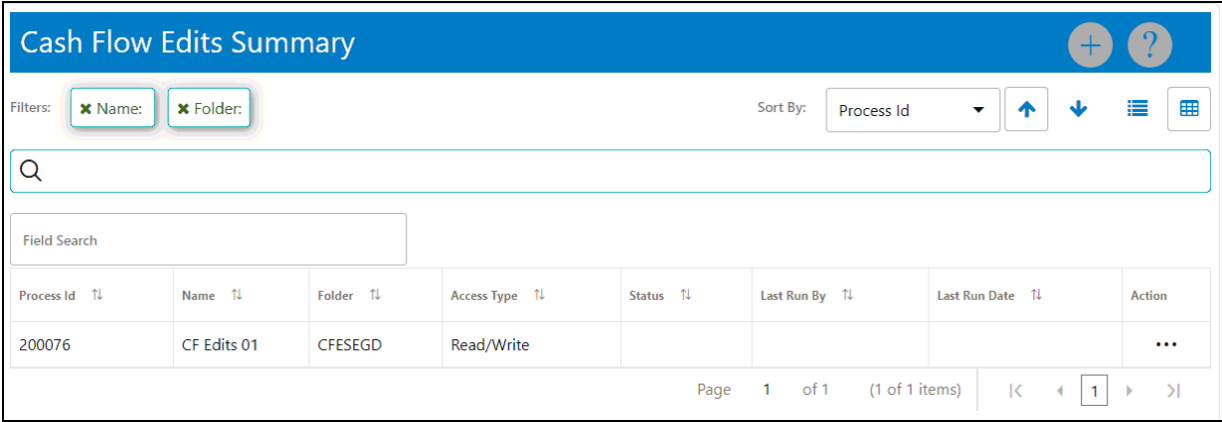 Cash Flow Edits Summary + ?
Filters: × Name: × Folder: Sort By: Process Id
Field Search
Process Id Name Folder Access Type Status Last Run By Last Run Date Action
200076 CF Edits 01 CFESEGD Read/Write ...
Page 1 of 1 (1 of 1 items) 1